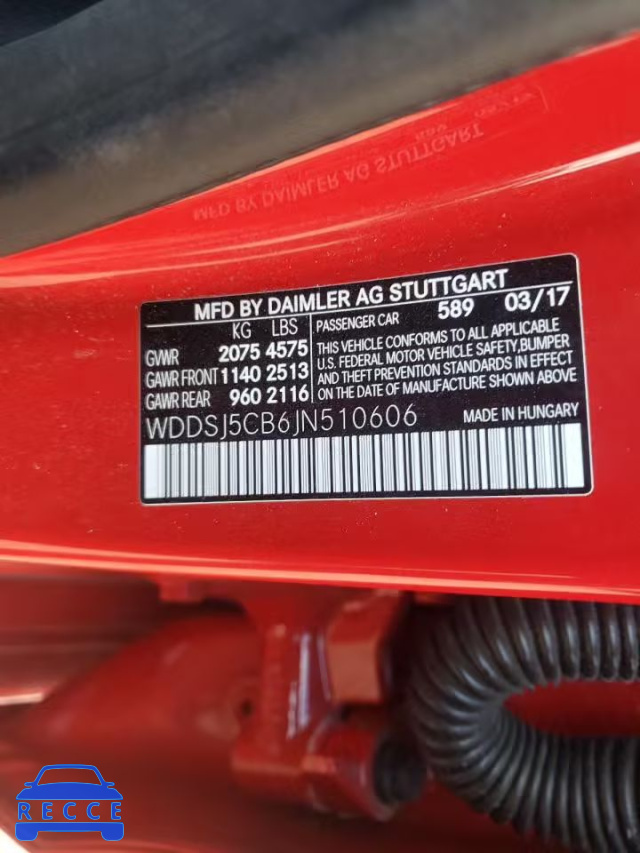 MFD BY DAIMLER AG STUTTGART
MFD BY DAIMLER AG STUTTGART
KG LBS
GVWR 2075 4575
GAWR FRONT 1140 2513
GAWR REAR 960 2116
PASSENGER CAR 589 03/17
THIS VEHICLE CONFORMS TO ALL APPLICABLE
U.S. FEDERAL MOTOR VEHICLE SAFETY,BUMPER
AND THEFT PREVENTION STANDARDS IN EFFECT
ON THE DATE OF MANUFACTURE SHOWN ABOVE.
WDDSJ5CB6JN510606 MADE IN HUNGARY
RECCE